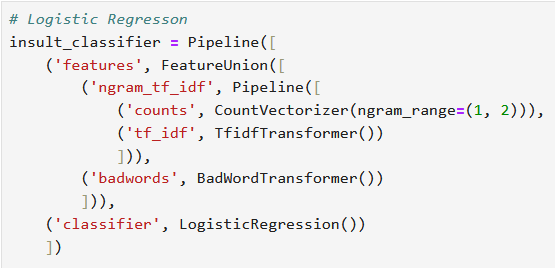 # Logistic Regresson
insult_classifier = Pipeline([
    ('features', FeatureUnion([
        ('ngram_tf_idf', Pipeline([
            ('counts', CountVectorizer(ngram_range=(1, 2))),
            ('tf_idf', TfidfTransformer())
            ])),
        ('badwords', BadWordTransformer())
        ])),
    ('classifier', LogisticRegression())
    ])